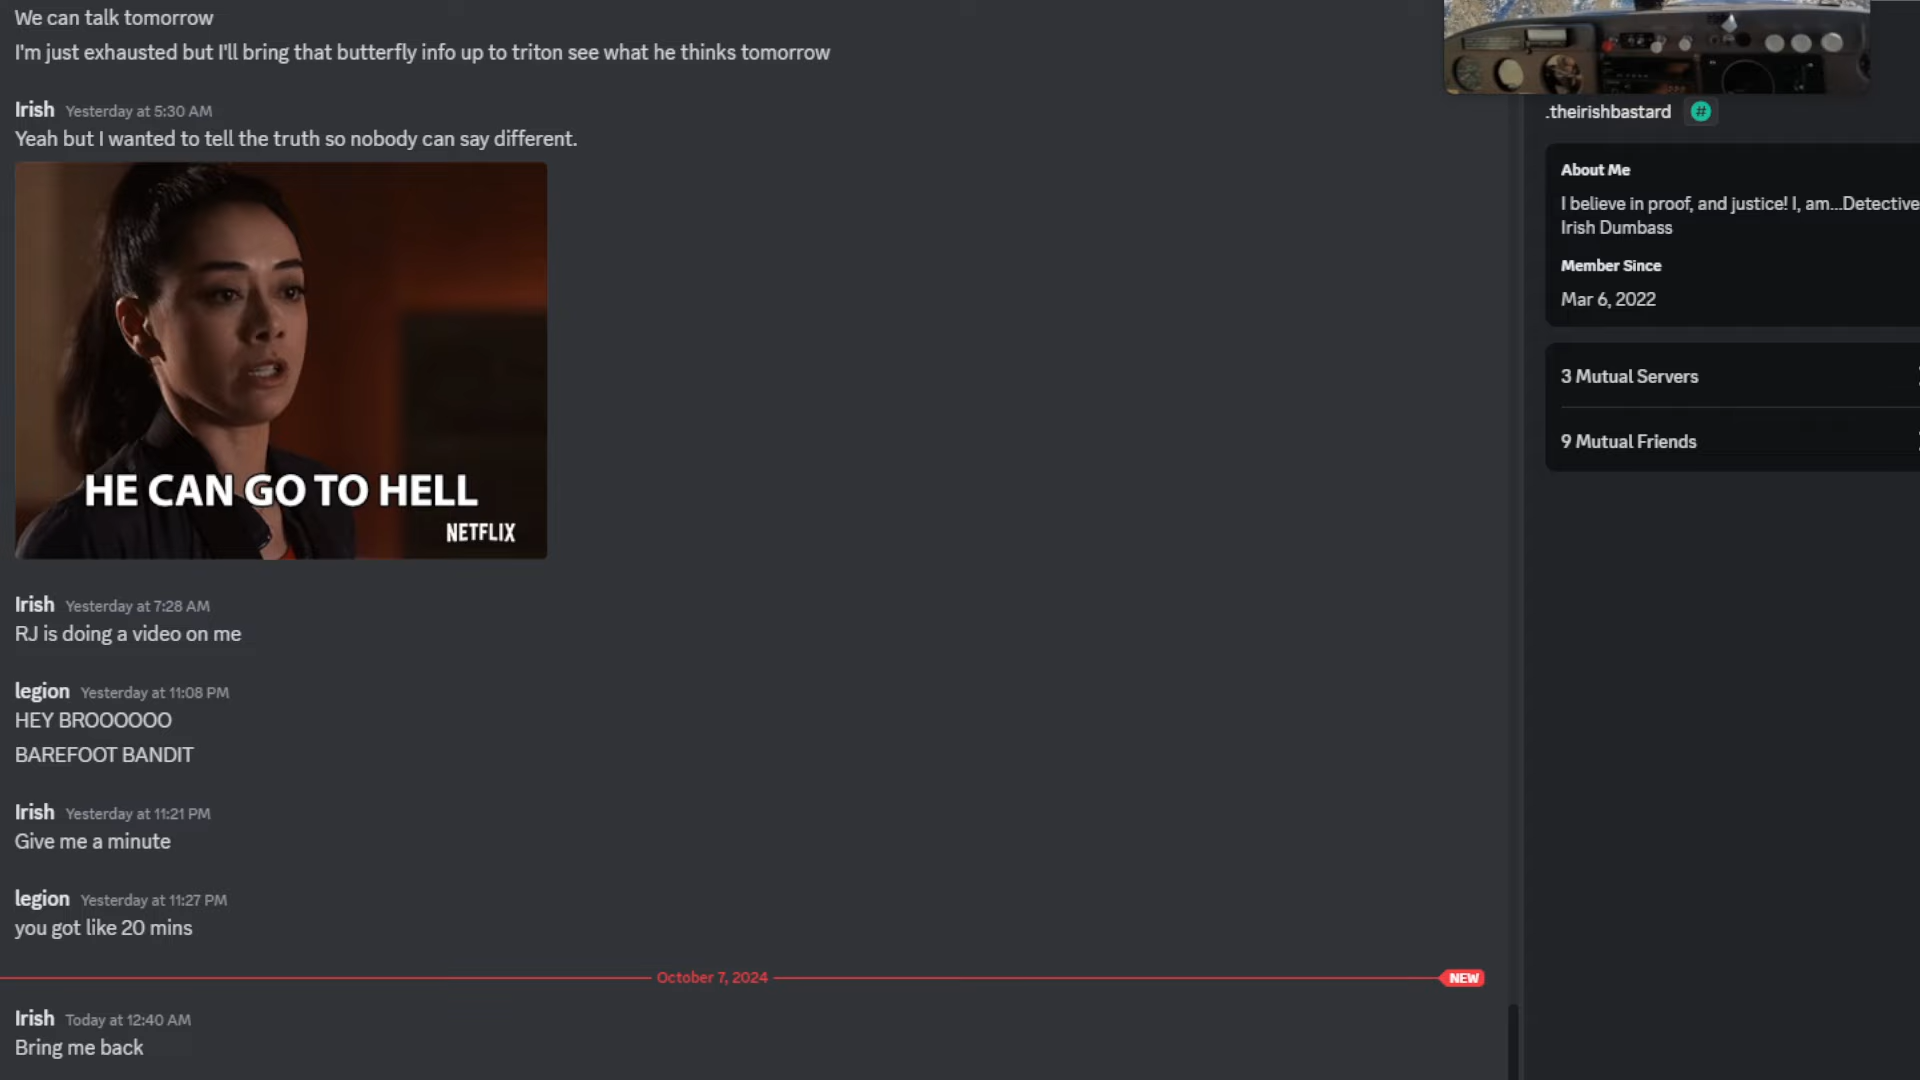 We can talk tomorrow
I'm just exhausted but I'll bring that butterfly info up to triton see what he thinks tomorrow
Irish Yesterday at 5:30 AM
Yeah but I wanted to tell the truth so nobody can say different.
HE CAN GO TO HELL
NETFLIX
Irish Yesterday at 7:28 AM
RJ is doing a video on me
legion Yesterday at 11:08 PM
HEY BROOOOOO
BAREFOOT BANDIT
Irish Yesterday at 11:21 PM
Give me a minute
legion Yesterday at 11:27 PM
you got like 20 mins
October 7, 2024 NEW
Irish Today at 12:40 AM
Bring me back
.theirishbastard #
About Me
I believe in proof, and justice! I, am...Detective
Irish Dumbass
Member Since
Mar 6, 2022
3 Mutual Servers
9 Mutual Friends